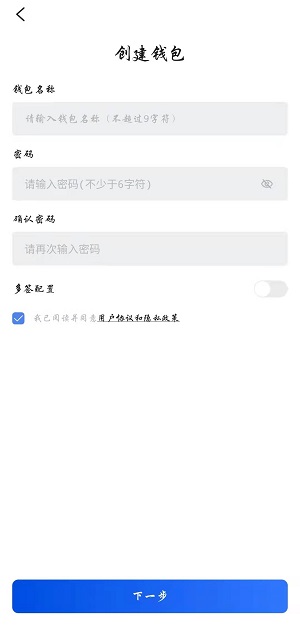 创建钱包
钱包名称
请输入钱包名称(不超过9字符)
密码
请输入密码(不少于6字符)
确认密码
请再次输入密码
多签配置
我已阅读并同意用户协议和隐私政策
下一步